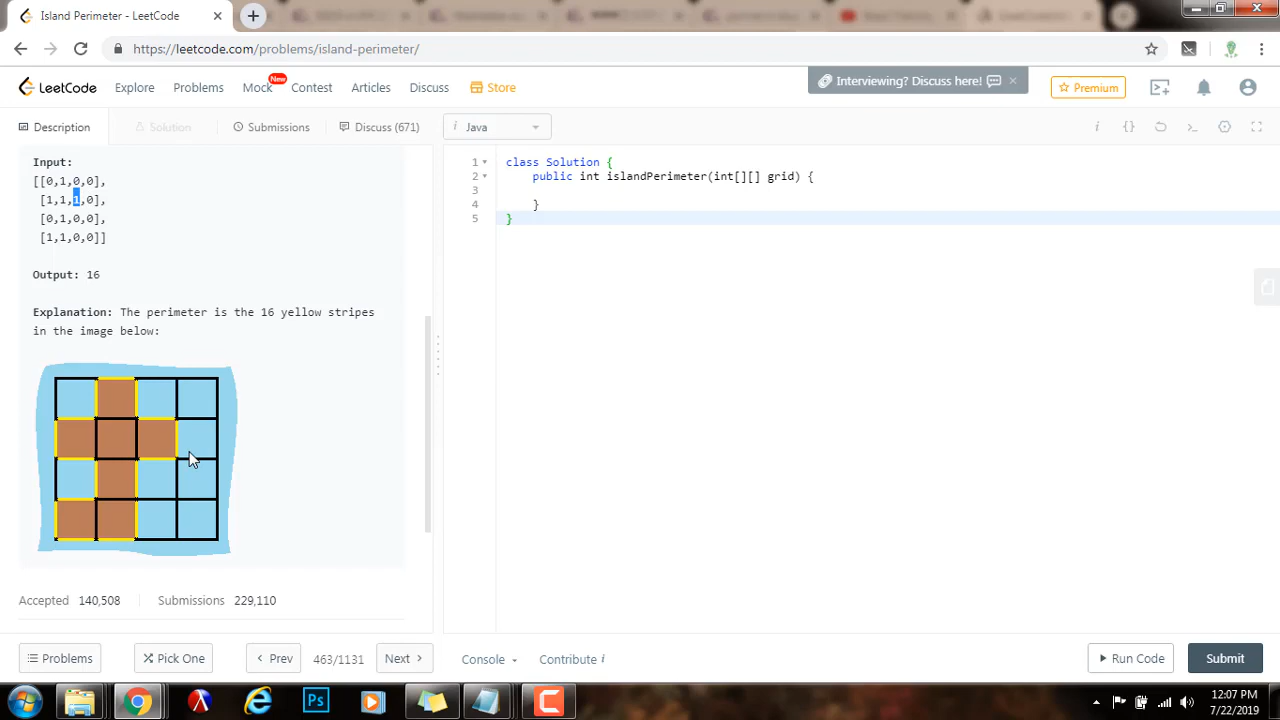 Island Perimeter - LeetCode
https://leetcode.com/problems/island-perimeter/
LeetCode
Explore
Problems
Mock
New
Contest
Articles
Discuss
Store
Interviewing? Discuss here!
Premium
Description
Solution
Submissions
Discuss (671)
Java
Input:
[[0,1,0,0],
[1,1,1,0],
[0,1,0,0],
[1,1,0,0]]
Output: 16
Explanation: The perimeter is the 16 yellow stripes
in the image below:
Accepted 140,508 Submissions 229,110
1 class Solution {
2 public int islandPerimeter(int[][] grid) {
3
4 }
5 }
Problems
Pick One
Prev
463/1131
Next
Console
Contribute i
Run Code
Submit
Ps
12:07 PM
7/22/2019